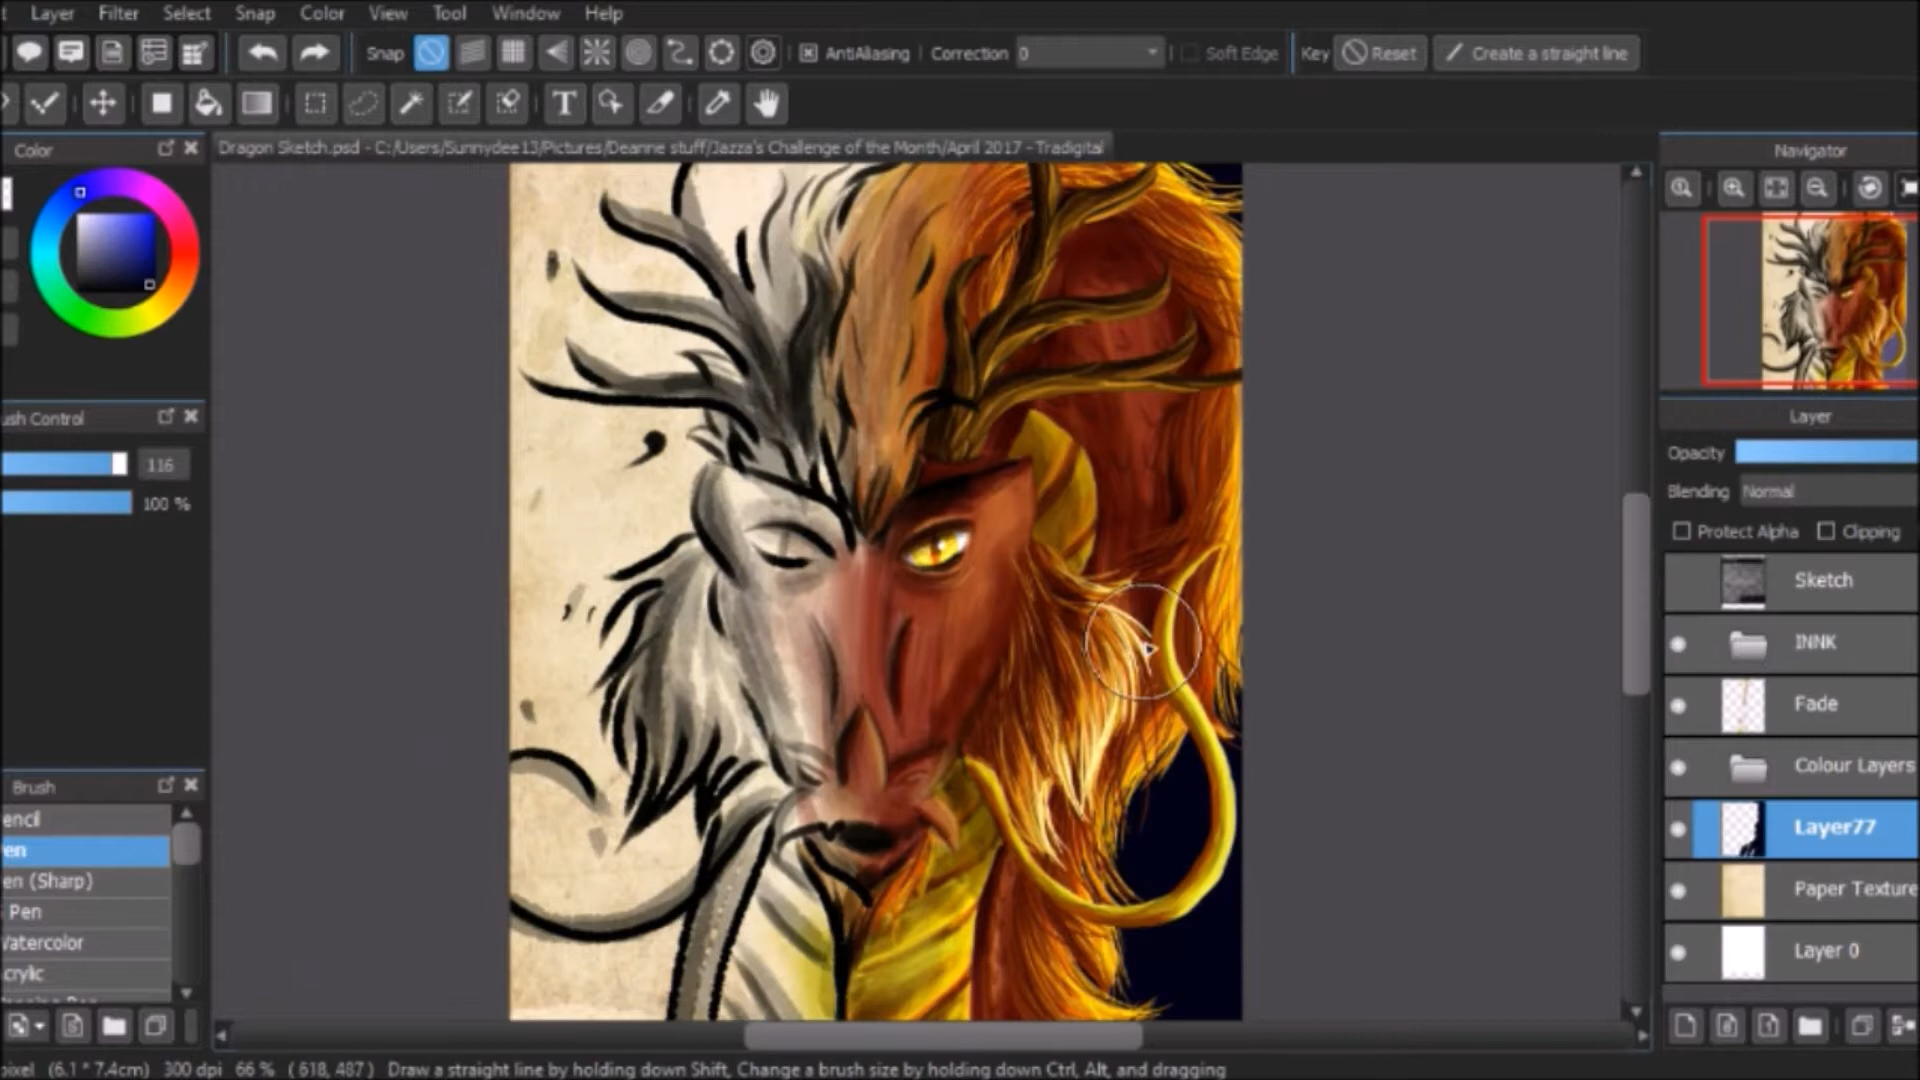 t Layer Filter Select Snap Color View Tool Window Help
Snap AntiAliasing Correction 0 Soft Edge Key Reset Create a straight line
T
Color
Dragon Sketch.psd - C:/Users/Sunnydee13/Pictures/Deanne stuff/Jazza's Challenge of the Month/April 2017 - Tradigital
Navigator
ush Control
116
100 %
Layer
Opacity
Blending Normal
Protect Alpha Clipping
Sketch
INNK
Fade
Colour Layers
Layer77
Paper Texture
Layer 0
Brush
encil
en
en (Sharp)
Pen
Watercolor
crylic
pixel (6.1 * 7.4cm) 300 dpi 66 % ( 618, 487 ) Draw a straight line by holding down Shift, Change a brush size by holding down Ctrl, Alt, and dragging